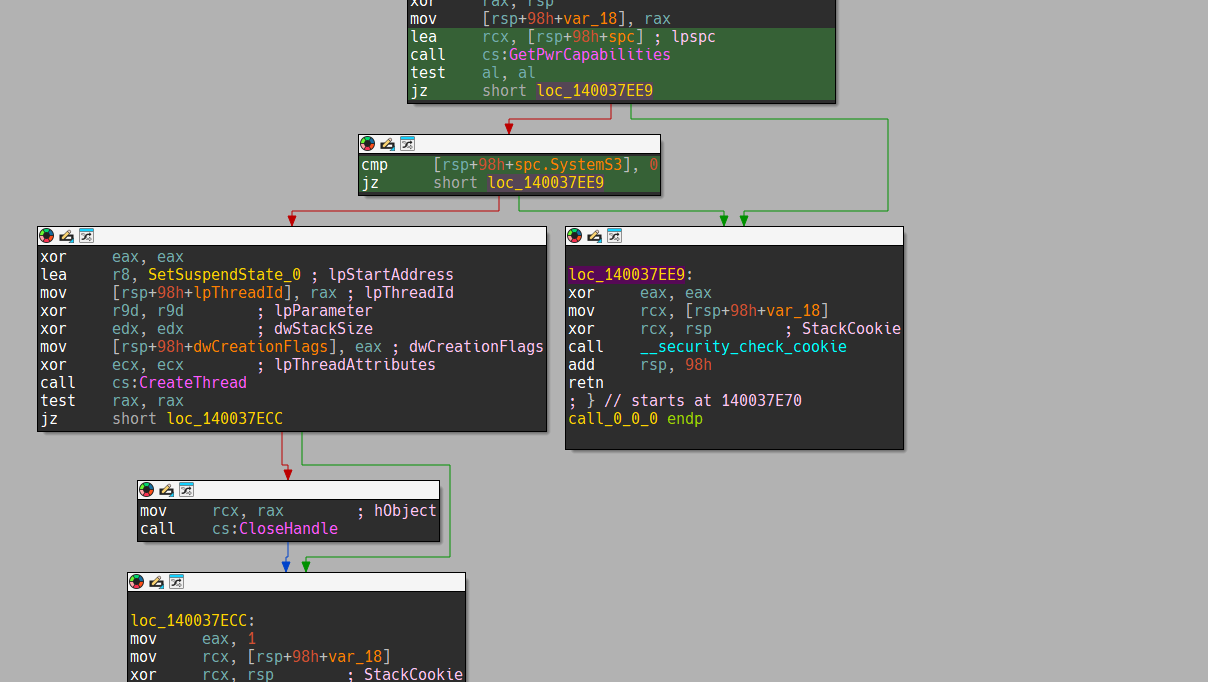 xor rax, rsp
mov [rsp+98h+var_18], rax
lea rcx, [rsp+98h+spc] ; lpspc
call cs:GetPwrCapabilities
test al, al
jz short loc_140037EE9
cmp [rsp+98h+spc.SystemS3], 0
jz short loc_140037EE9
xor eax, eax
lea r8, SetSuspendState_0 ; lpStartAddress
mov [rsp+98h+lpThreadId], rax ; lpThreadId
xor r9d, r9d ; lpParameter
xor edx, edx ; dwStackSize
mov [rsp+98h+dwCreationFlags], eax ; dwCreationFlags
xor ecx, ecx ; lpThreadAttributes
call cs:CreateThread
test rax, rax
jz short loc_140037ECC
loc_140037EE9:
xor eax, eax
mov rcx, [rsp+98h+var_18]
xor rcx, rsp ; StackCookie
call __security_check_cookie
add rsp, 98h
retn
; } // starts at 140037E70
call_0_0_0 endp
mov rcx, rax ; hObject
call cs:CloseHandle
loc_140037ECC:
mov eax, 1
mov rcx, [rsp+98h+var_18]
xor rcx, rsp ; StackCookie